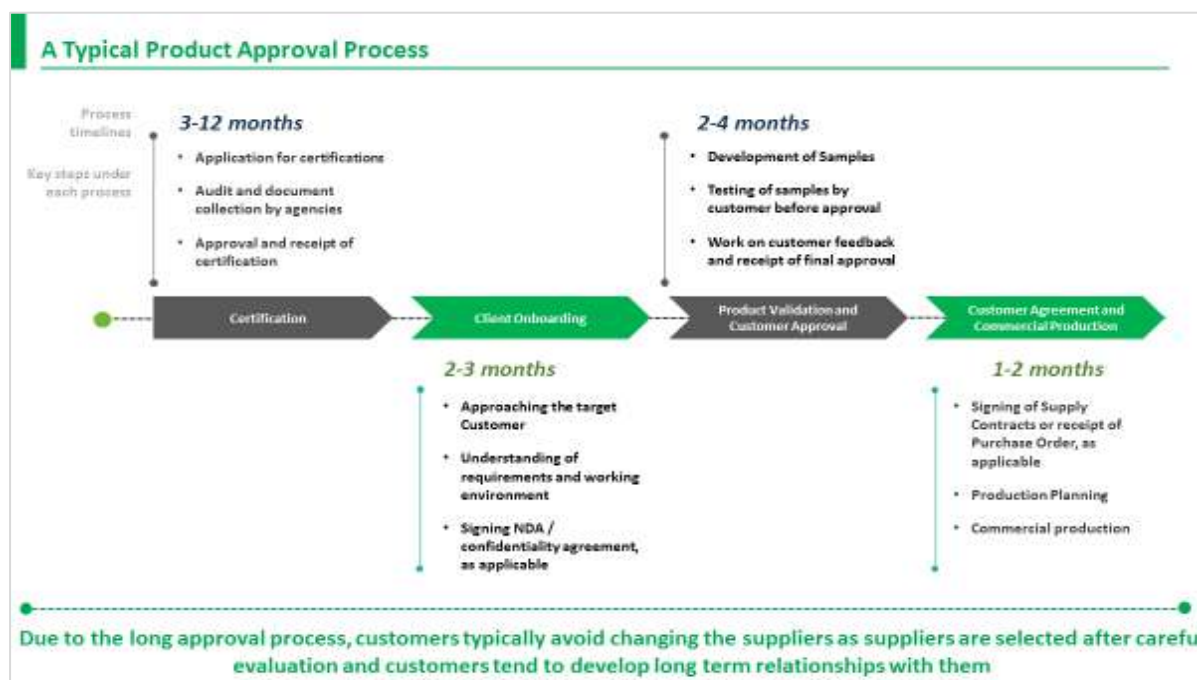 A Typical Product Approval Process
Process
timelines
Key steps under
each process
3-12 months
• Application for certifications
• Audit and document
collection by agencies
• Approval and receipt of
certification
2-4 months
• Development of Samples
• Testing of samples by
customer before approval
• Work on customer feedback
and receipt of final approval
Certification
Client Onboarding
Product Validation and
Customer Approval
Customer Agreement and
Commercial Production
2-3 months
• Approaching the target
Customer
• Understanding of
requirements and working
environment
• Signing NDA /
confidentiality agreement,
as applicable
1-2 months
• Signing of Supply
Contracts or receipt of
Purchase Order, as
applicable
• Production Planning
• Commercial production
Due to the long approval process, customers typically avoid changing the suppliers as suppliers are selected after carefu
evaluation and customers tend to develop long term relationships with them